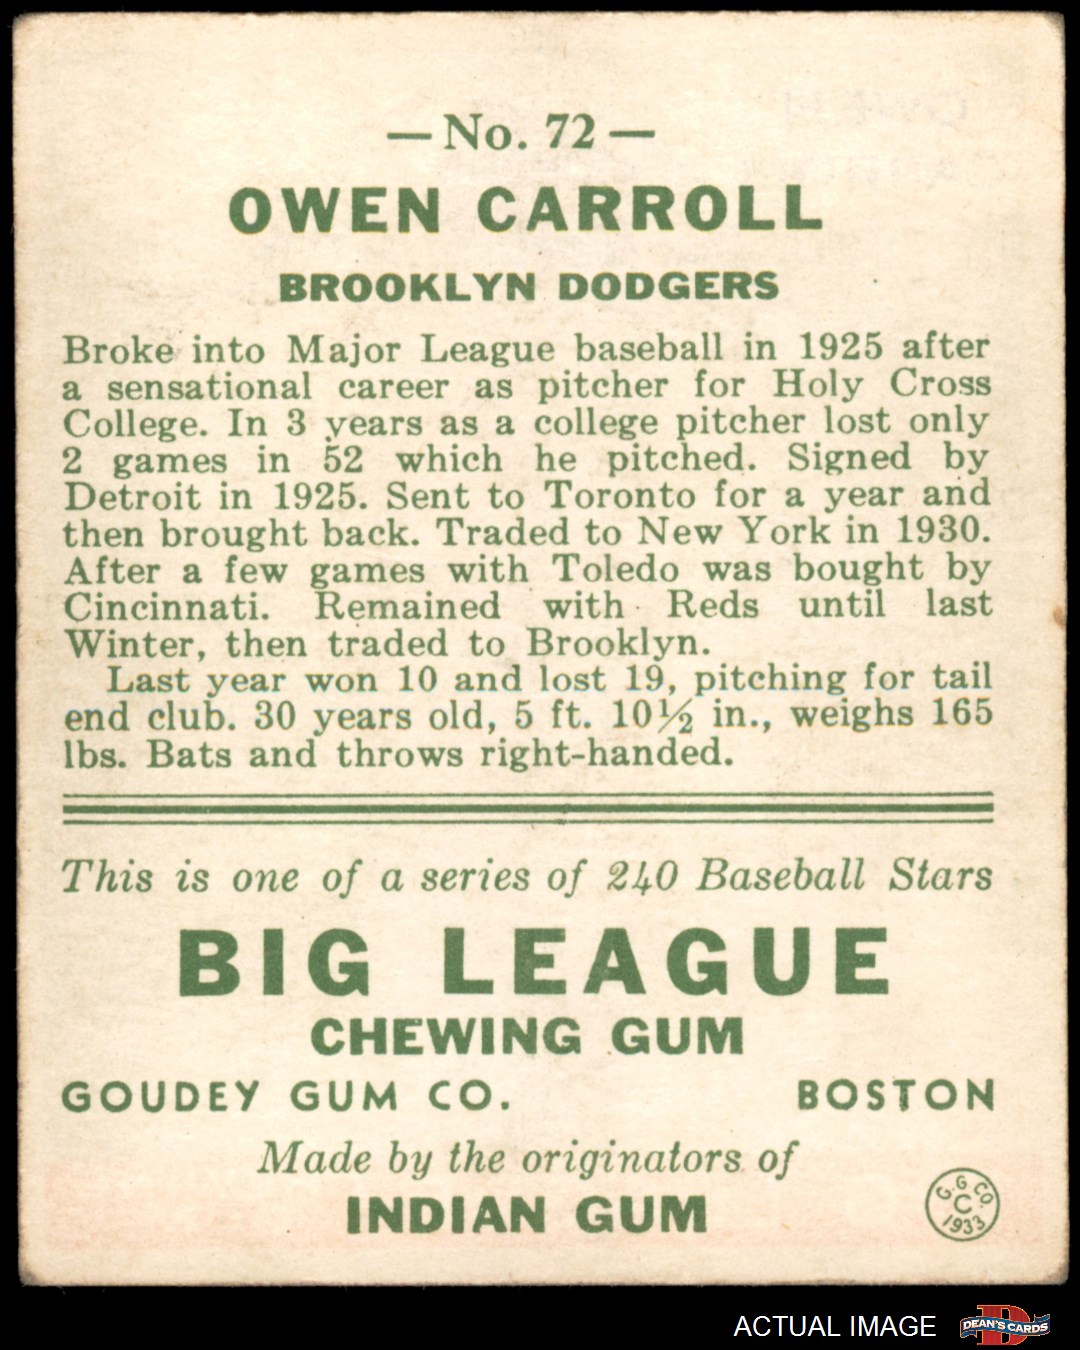 — No. 72 —
OWEN CARROLL
BROOKLYN DODGERS
Broke into Major League baseball in 1925 after
a sensational career as pitcher for Holy Cross
College. In 3 years as a college pitcher lost only
2 games in 52 which he pitched. Signed by
Detroit in 1925. Sent to Toronto for a year and
then brought back. Traded to New York in 1930.
After a few games with Toledo was bought by
Cincinnati. Remained with Reds until last
Winter, then traded to Brooklyn.
Last year won 10 and lost 19, pitching for tail
end club. 30 years old, 5 ft. 10½ in., weighs 165
lbs. Bats and throws right-handed.
This is one of a series of 240 Baseball Stars
BIG LEAGUE
CHEWING GUM
GOUDEY GUM CO. BOSTON
Made by the originators of
INDIAN GUM
G. G. CO.
C
1933
ACTUAL IMAGE
D
DEAN'S CARDS